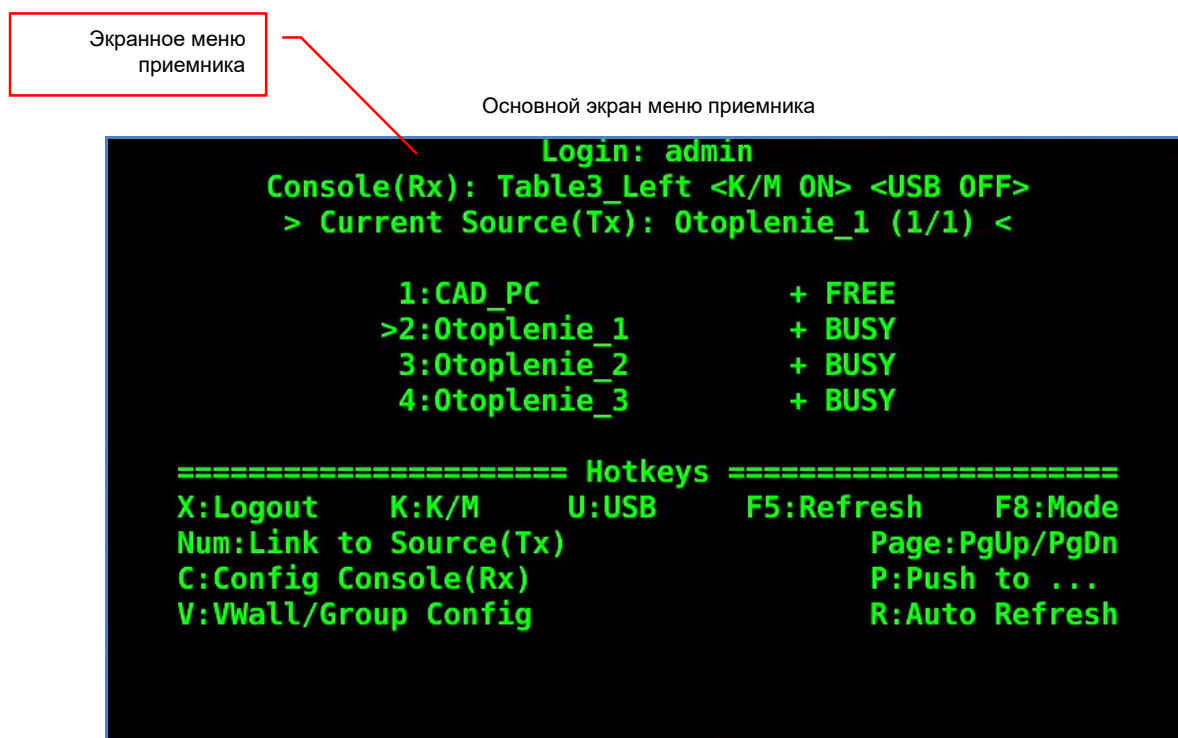 Экранное меню
приемника
Основной экран меню приемника
Login: admin
Console(Rx): Table3_Left <K/M ON> <USB OFF>
> Current Source(Tx): Otoplenie_1 (1/1) <
1:CAD_PC + FREE
>2:Otoplenie_1 + BUSY
3:Otoplenie_2 + BUSY
4:Otoplenie_3 + BUSY
====================== Hotkeys ======================
X:Logout K:K/M U:USB F5:Refresh F8:Mode
Num:Link to Source(Tx) Page:PgUp/PgDn
C:Config Console(Rx) P:Push to ...
V:VWall/Group Config R:Auto Refresh